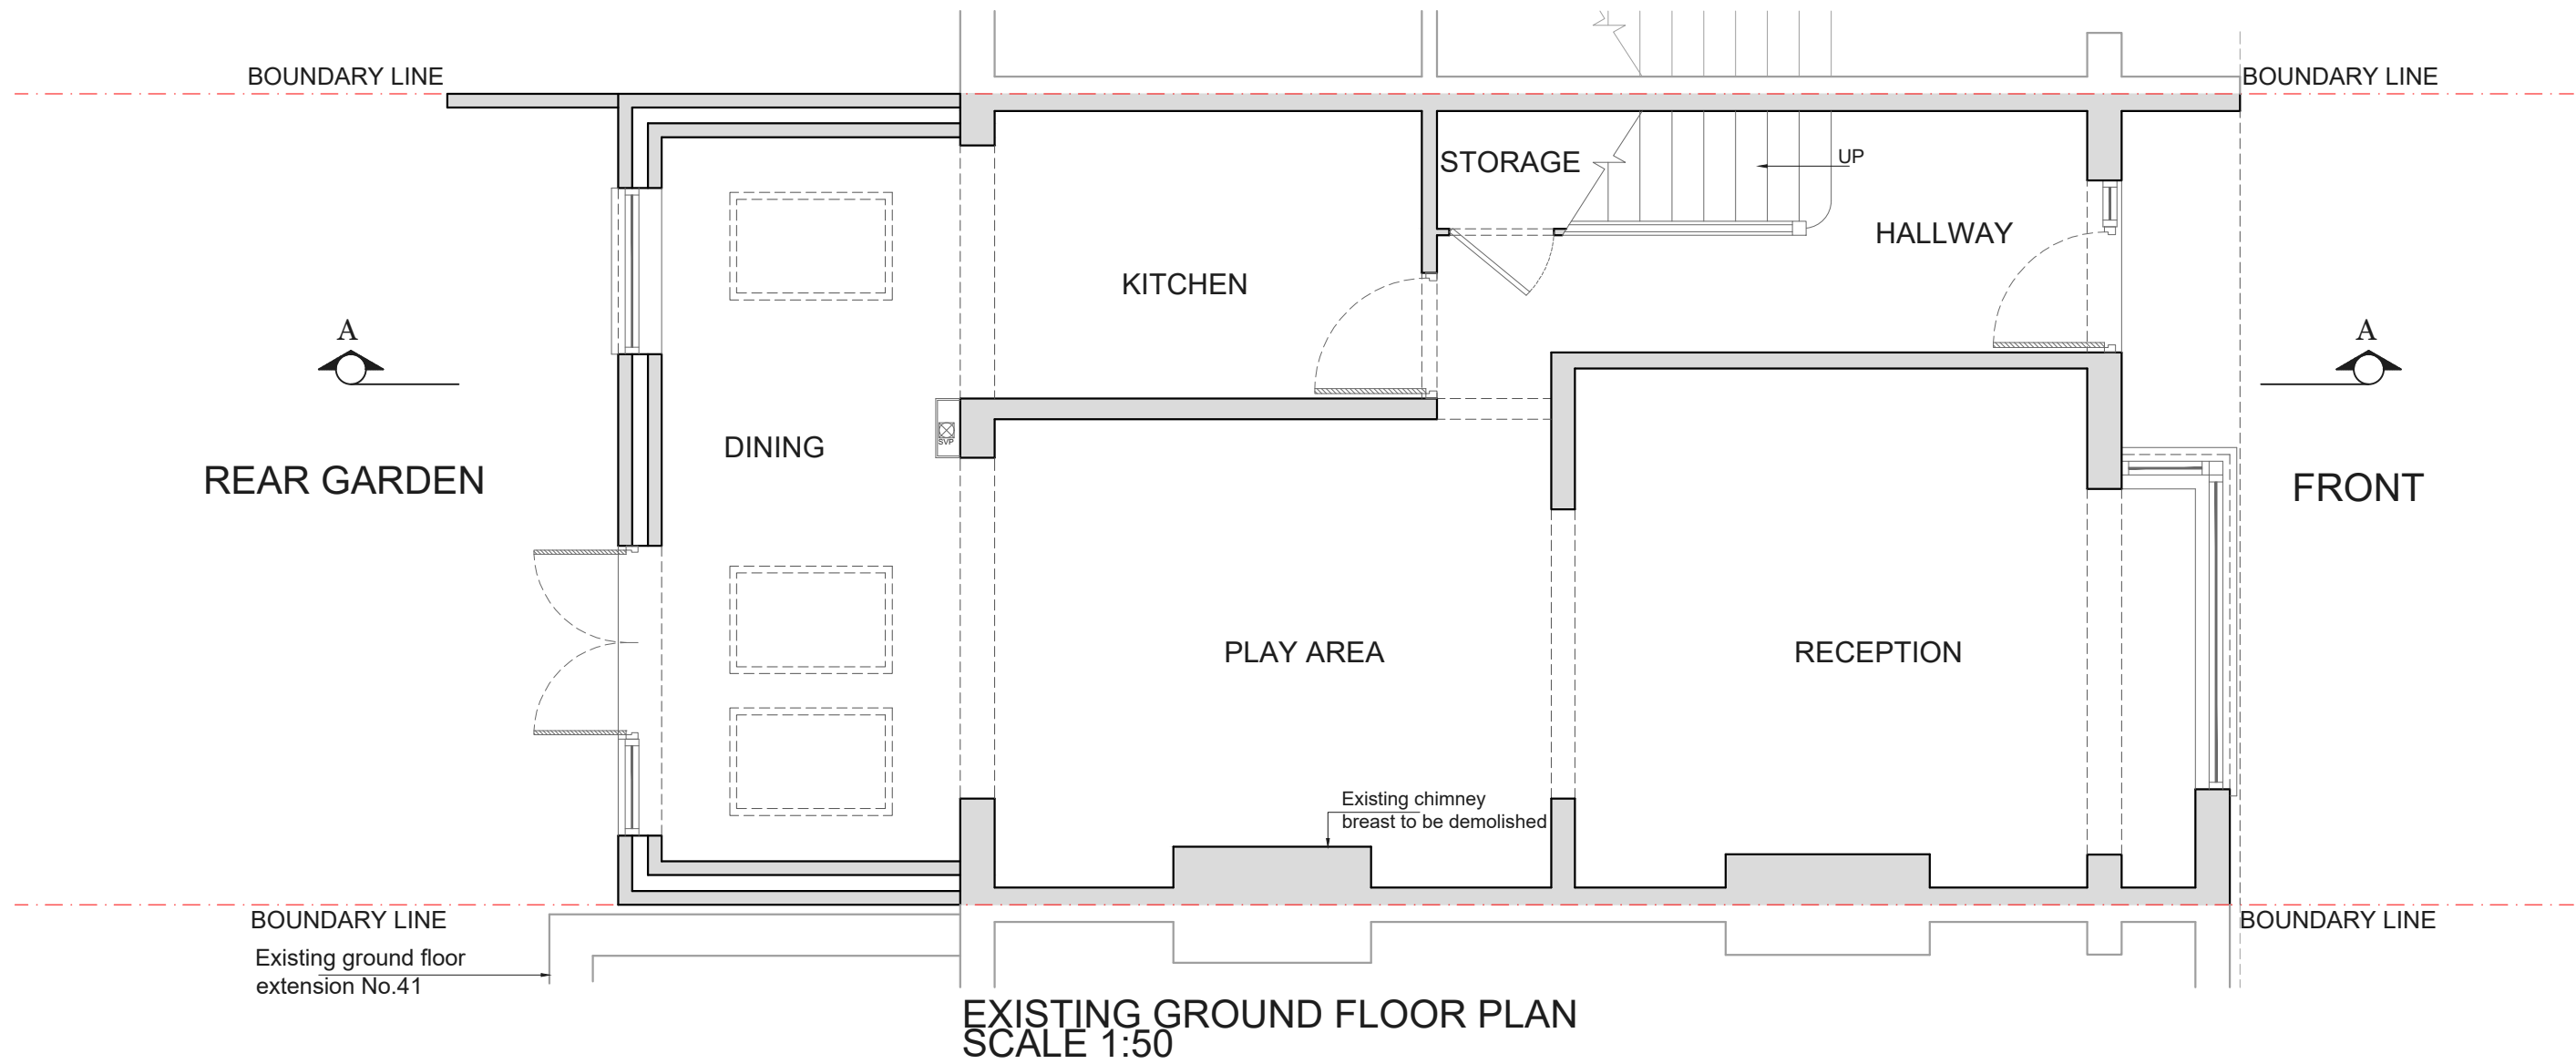 BOUNDARY LINE
BOUNDARY LINE
STORAGE
UP
HALLWAY
KITCHEN
A
A
DINING
SVP
REAR GARDEN
FRONT
PLAY AREA
RECEPTION
Existing chimney
breast to be demolished
BOUNDARY LINE
BOUNDARY LINE
Existing ground floor
extension No.41
EXISTING GROUND FLOOR PLAN
SCALE 1:50